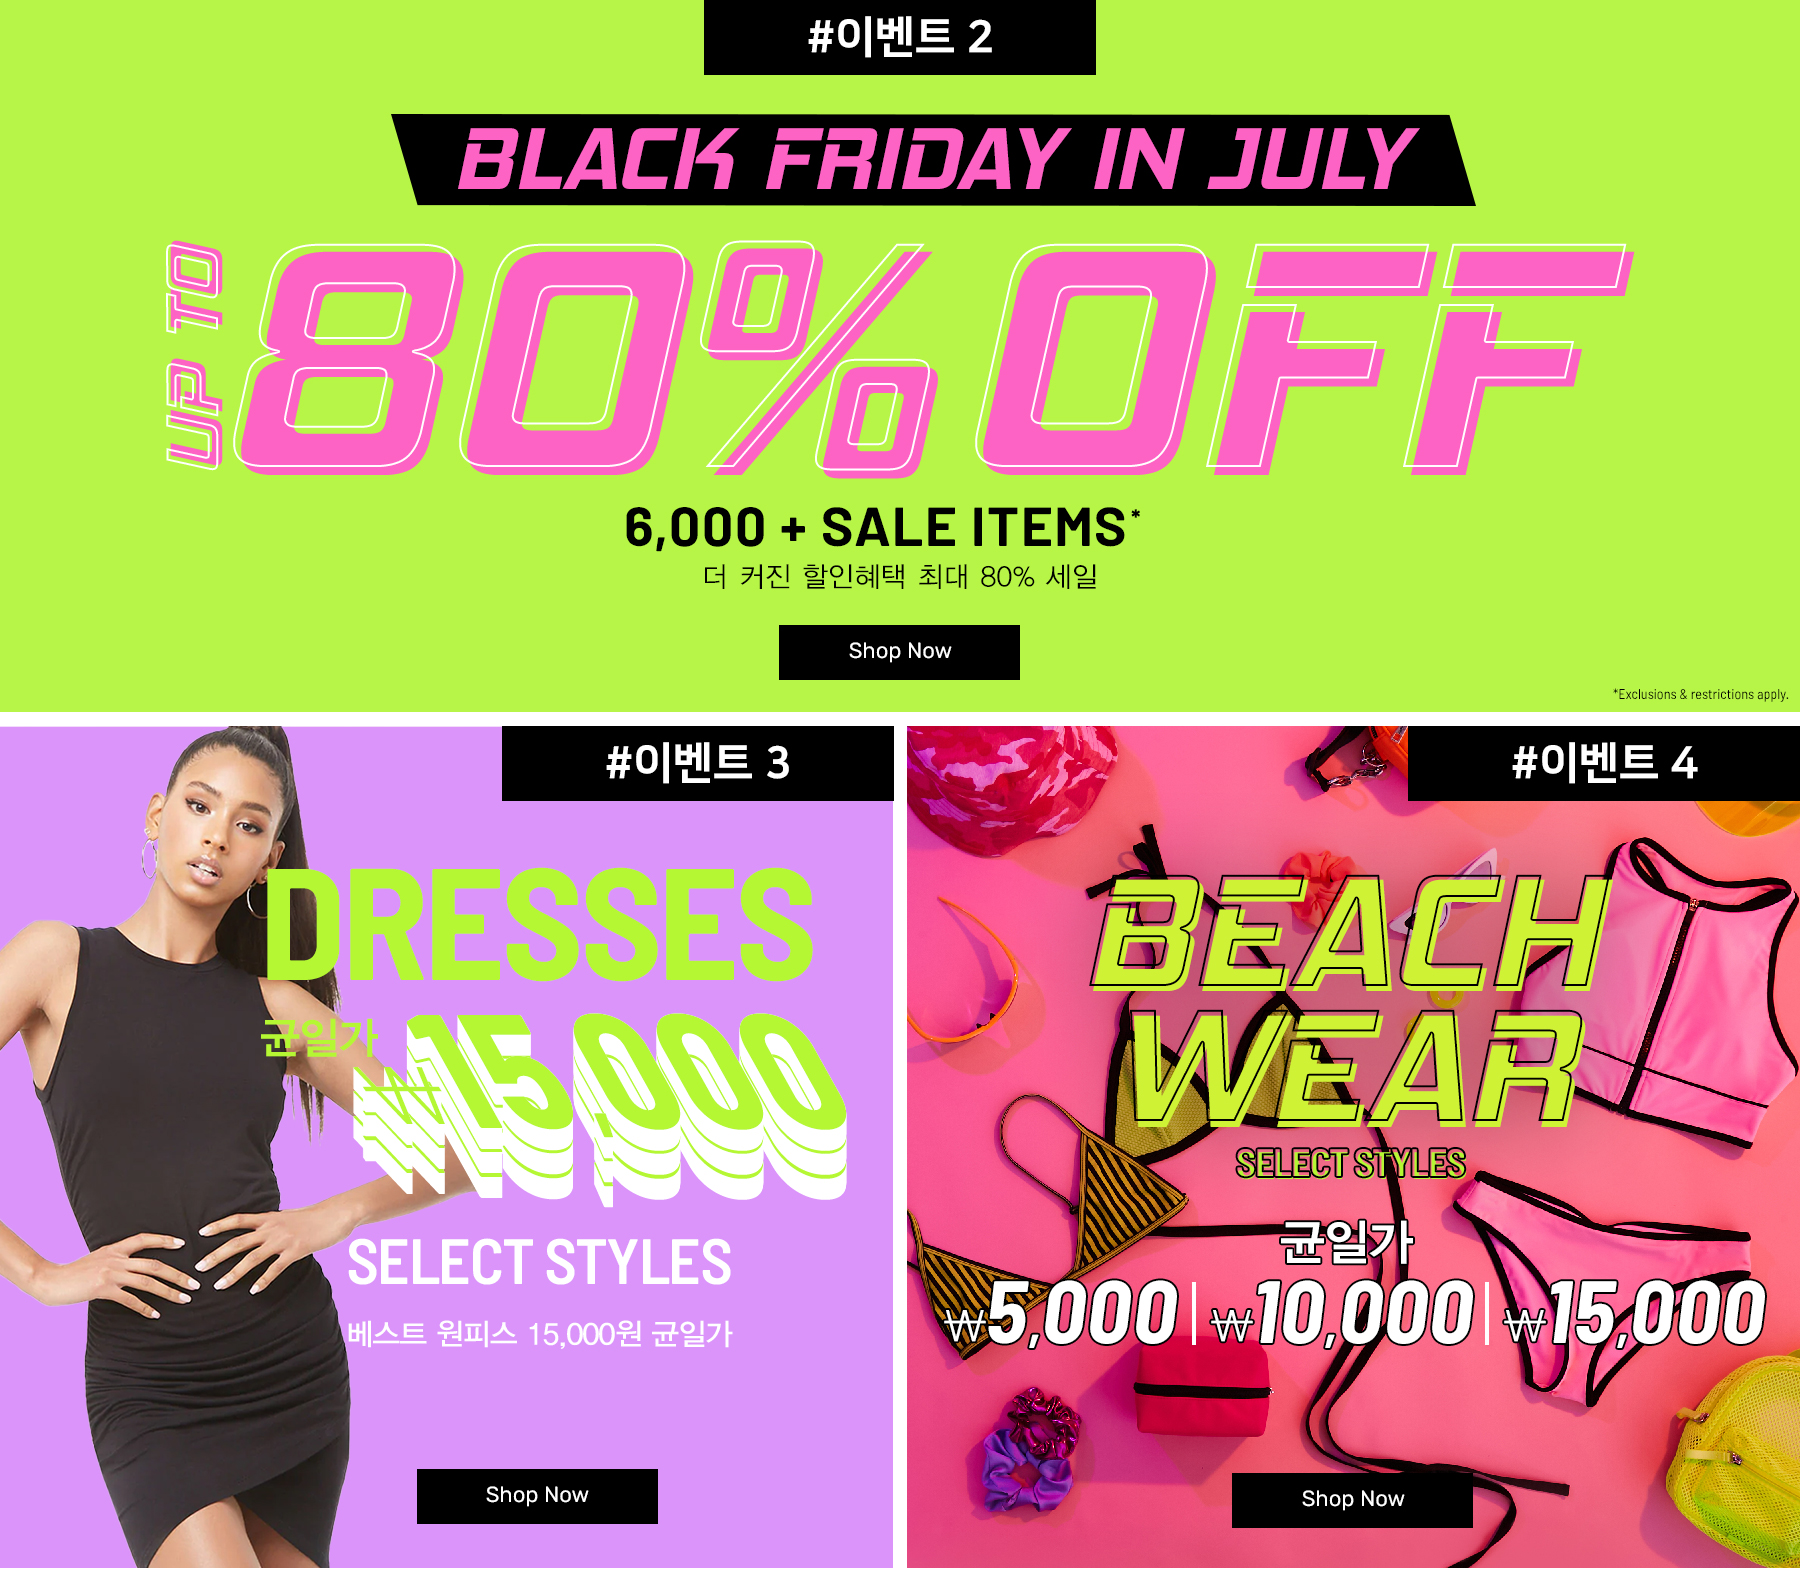 #이벤트 2
BLACK FRIDAY IN JULY
UP TO 80% OFF
6,000 + SALE ITEMS*
더 커진 할인혜택 최대 80% 세일
Shop Now
*Exclusions & restrictions apply.
#이벤트 3
DRESSES
균일가 ₩15,000
SELECT STYLES
베스트 원피스 15,000원 균일가
Shop Now
#이벤트 4
BEACH
WEAR
SELECT STYLES
균일가
₩5,000 | ₩10,000 | ₩15,000
Shop Now